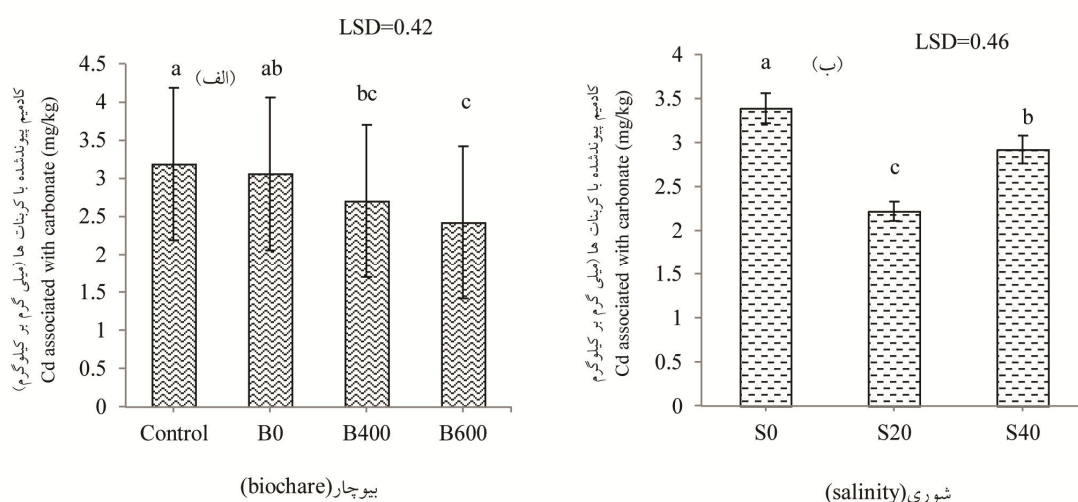 LSD=0.42
(الف)
کادمیم پیوندشده با کربنات ها (میلی گرم بر کیلوگرم)
Cd associated with carbonate (mg/kg)
4.5
4
3.5
3
2.5
2
1.5
1
0.5
0
a
ab
bc
c
Control B0 B400 B600
بیوچار(biochare)
LSD=0.46
(ب)
کادمیم پیوندشده با کربنات ها (میلی گرم بر کیلوگرم
Cd associated with carbonate (mg/kg)
4
3.5
3
2.5
2
1.5
1
0.5
0
a
c
b
S0 S20 S40
شوری(salinity)